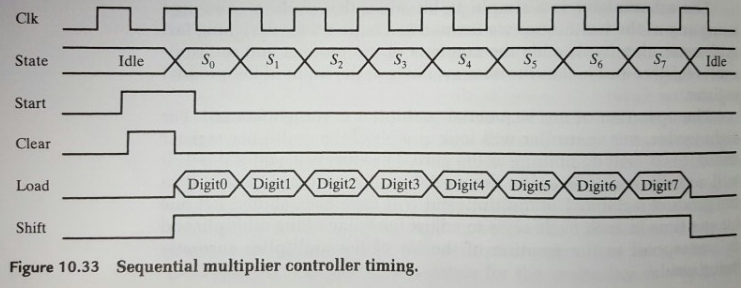 Clk
State Idle S0 S1 S2 S3 S4 S5 S6 S7 Idle
Start
Clear
Load Digit0 Digit1 Digit2 Digit3 Digit4 Digit5 Digit6 Digit7
Shift
Figure 10.33 Sequential multiplier controller timing.